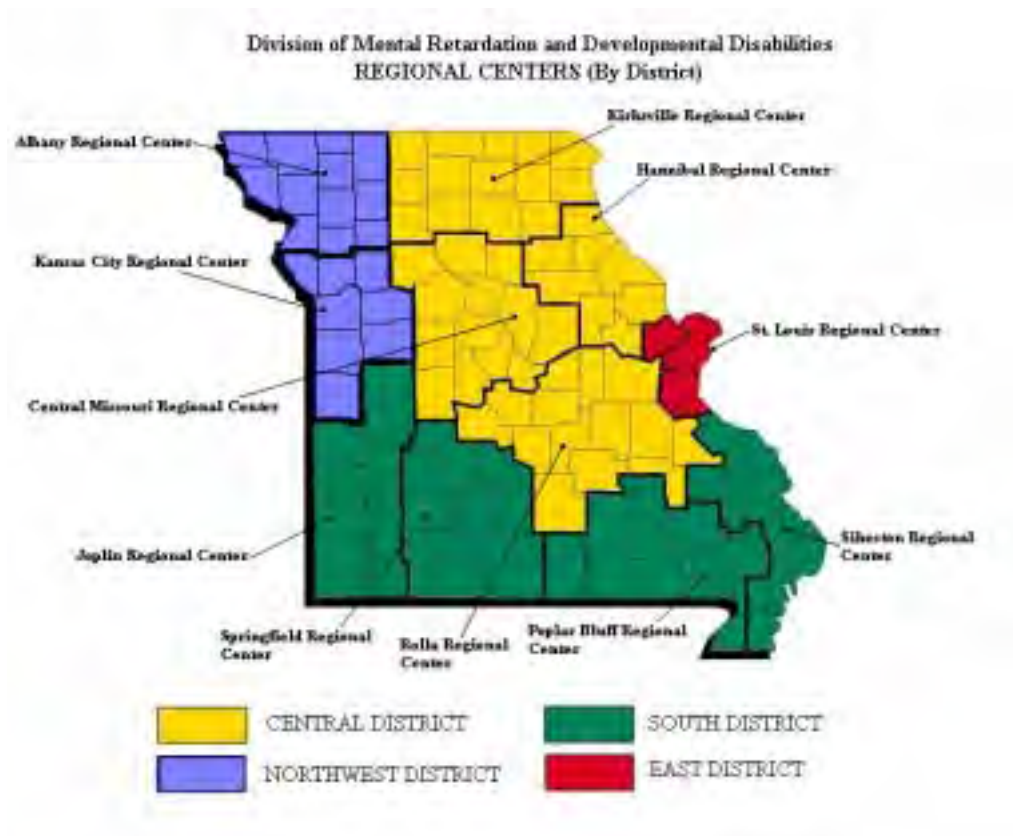 Division of Mental Retardation and Developmental Disabilities
REGIONAL CENTERS (By District)
Kirksville Regional Center
Albany Regional Center
Hannibal Regional Center
Kansas City Regional Center
St. Louis Regional Center
Central Missouri Regional Center
Sikeston Regional
Center
Joplin Regional Center
Springfield Regional
Center
Rolla Regional
Center
Poplar Bluff Regional
Center
CENTRAL DISTRICT
SOUTH DISTRICT
NORTHWEST DISTRICT
EAST DISTRICT